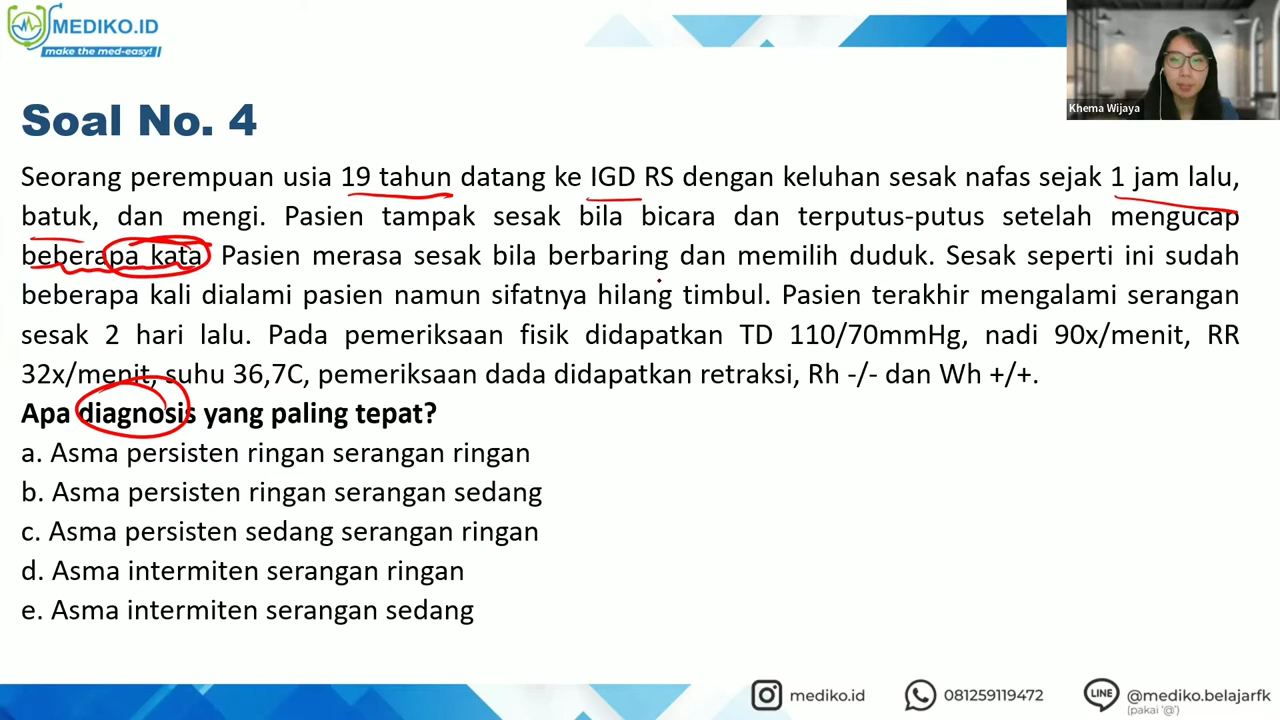 MEDIKO.ID
make the med-easy!
Khema Wijaya
Soal No. 4
Seorang perempuan usia 19 tahun datang ke IGD RS dengan keluhan sesak nafas sejak 1 jam lalu,
batuk, dan mengi. Pasien tampak sesak bila bicara dan terputus-putus setelah mengucap
beberapa kata. Pasien merasa sesak bila berbaring dan memilih duduk. Sesak seperti ini sudah
beberapa kali dialami pasien namun sifatnya hilang timbul. Pasien terakhir mengalami serangan
sesak 2 hari lalu. Pada pemeriksaan fisik didapatkan TD 110/70mmHg, nadi 90x/menit, RR
32x/menit, suhu 36,7C, pemeriksaan dada didapatkan retraksi, Rh -/- dan Wh +/+.
Apa diagnosis yang paling tepat?
a. Asma persisten ringan serangan ringan
b. Asma persisten ringan serangan sedang
c. Asma persisten sedang serangan ringan
d. Asma intermiten serangan ringan
e. Asma intermiten serangan sedang
mediko.id
081259119472
LINE
@mediko.belajarfk
(pakai '@')